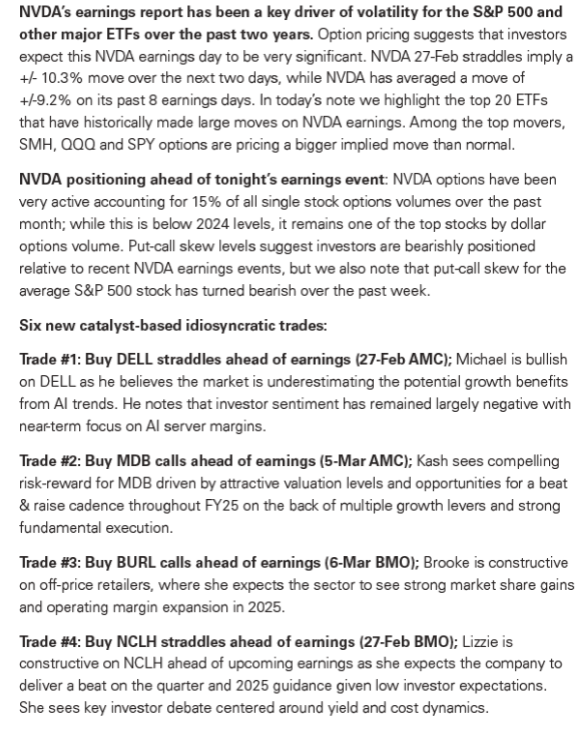 NVDA's earnings report has been a key driver of volatility for the S&P 500 and
other major ETFs over the past two years. Option pricing suggests that investors
expect this NVDA earnings day to be very significant. NVDA 27-Feb straddles imply a
+/- 10.3% move over the next two days, while NVDA has averaged a move of
+/-9.2% on its past 8 earnings days. In today's note we highlight the top 20 ETFs
that have historically made large moves on NVDA earnings. Among the top movers,
SMH, QQQ and SPY options are pricing a bigger implied move than normal.
NVDA positioning ahead of tonight's earnings event: NVDA options have been
very active accounting for 15% of all single stock options volumes over the past
month; while this is below 2024 levels, it remains one of the top stocks by dollar
options volume. Put-call skew levels suggest investors are bearishly positioned
relative to recent NVDA earnings events, but we also note that put-call skew for the
average S&P 500 stock has turned bearish over the past week.
Six new catalyst-based idiosyncratic trades:
Trade #1: Buy DELL straddles ahead of earnings (27-Feb AMC); Michael is bullish
on DELL as he believes the market is underestimating the potential growth benefits
from AI trends. He notes that investor sentiment has remained largely negative with
near-term focus on AI server margins.
Trade #2: Buy MDB calls ahead of earnings (5-Mar AMC); Kash sees compelling
risk-reward for MDB driven by attractive valuation levels and opportunities for a beat
& raise cadence throughout FY25 on the back of multiple growth levers and strong
fundamental execution.
Trade #3: Buy BURL calls ahead of earnings (6-Mar BMO); Brooke is constructive
on off-price retailers, where she expects the sector to see strong market share gains
and operating margin expansion in 2025.
Trade #4: Buy NCLH straddles ahead of earnings (27-Feb BMO); Lizzie is
constructive on NCLH ahead of upcoming earnings as she expects the company to
deliver a beat on the quarter and 2025 guidance given low investor expectations.
She sees key investor debate centered around yield and cost dynamics.